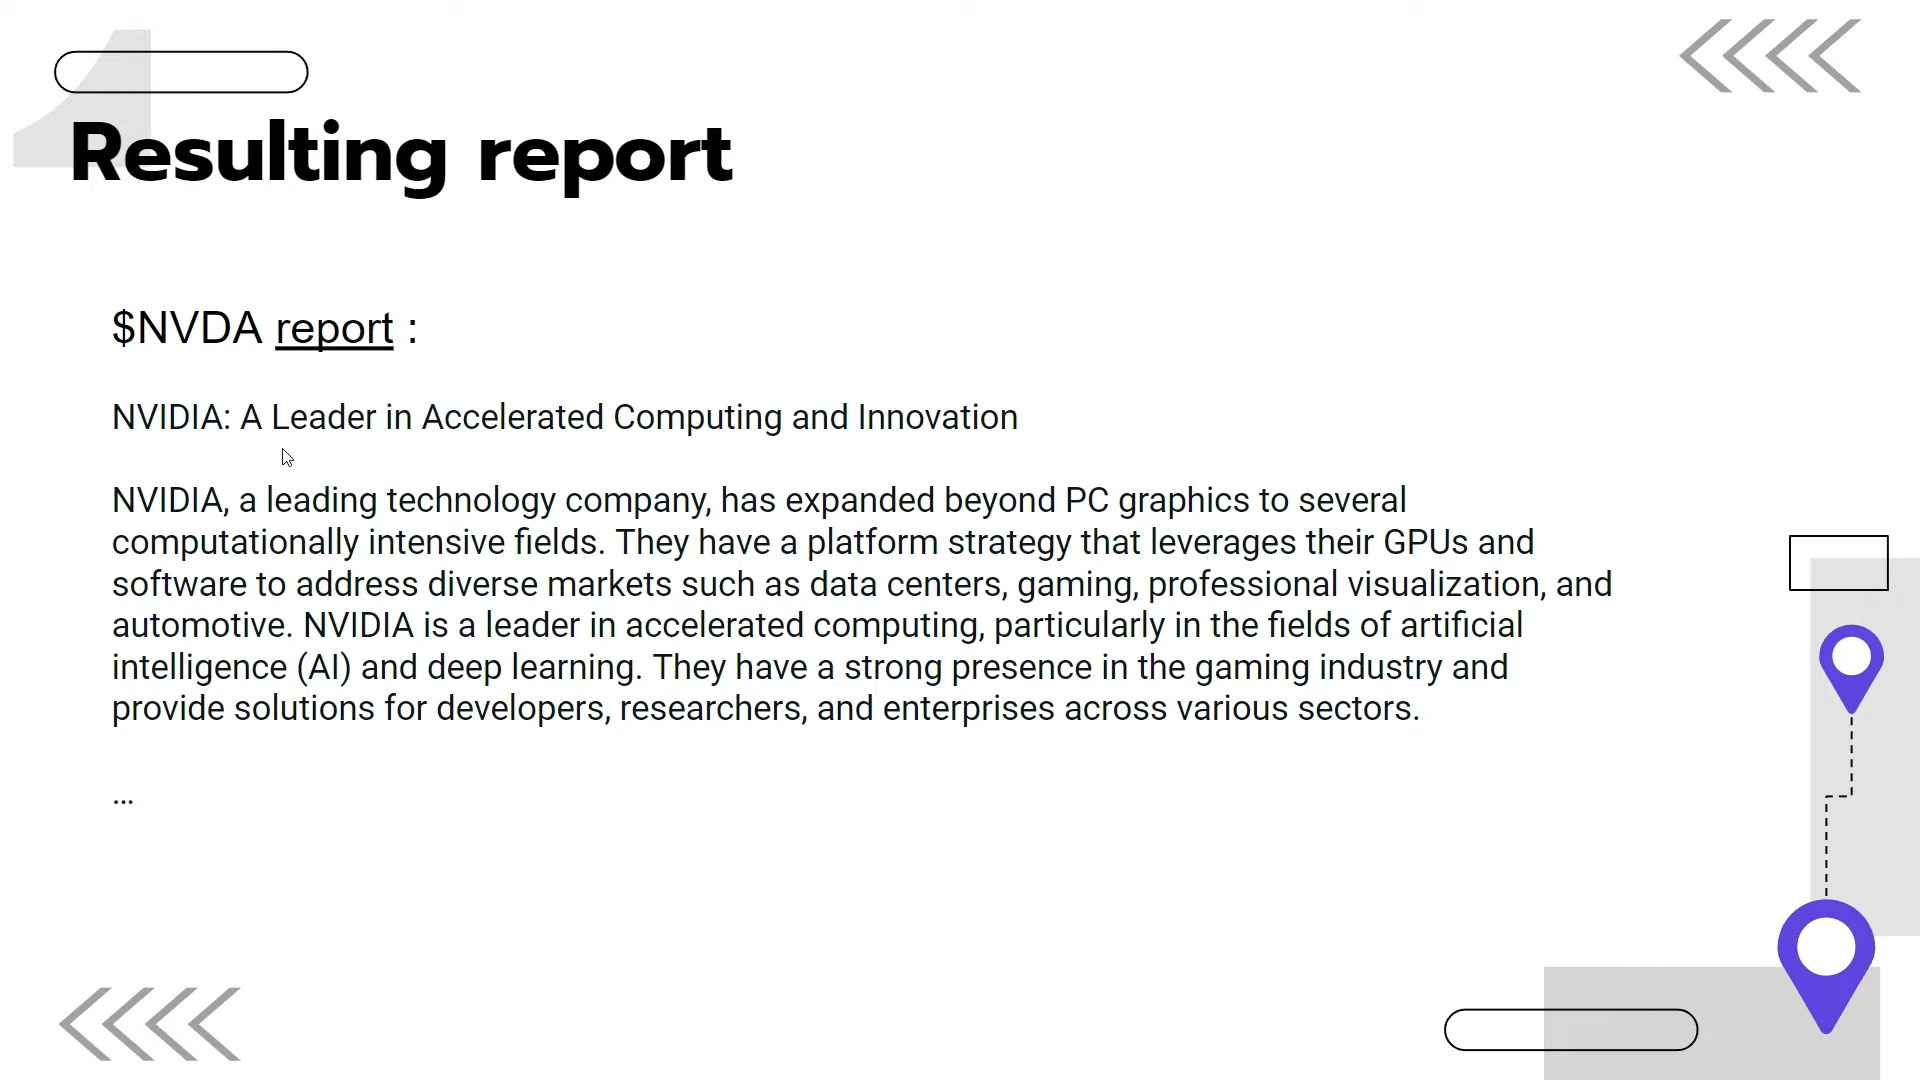 Resulting report
$NVDA report :
NVIDIA: A Leader in Accelerated Computing and Innovation
NVIDIA, a leading technology company, has expanded beyond PC graphics to several
computationally intensive fields. They have a platform strategy that leverages their GPUs and
software to address diverse markets such as data centers, gaming, professional visualization, and
automotive. NVIDIA is a leader in accelerated computing, particularly in the fields of artificial
intelligence (AI) and deep learning. They have a strong presence in the gaming industry and
provide solutions for developers, researchers, and enterprises across various sectors.
...